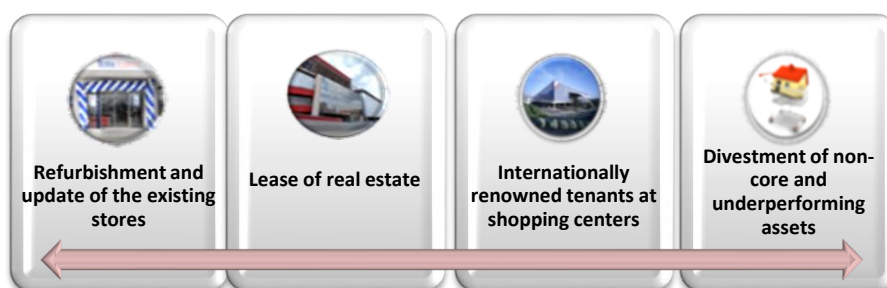 Refurbishment and
update of the existing
stores
Lease of real estate
Internationally
renowned tenants at
shopping centers
Divestment of non-
core and
underperforming
assets